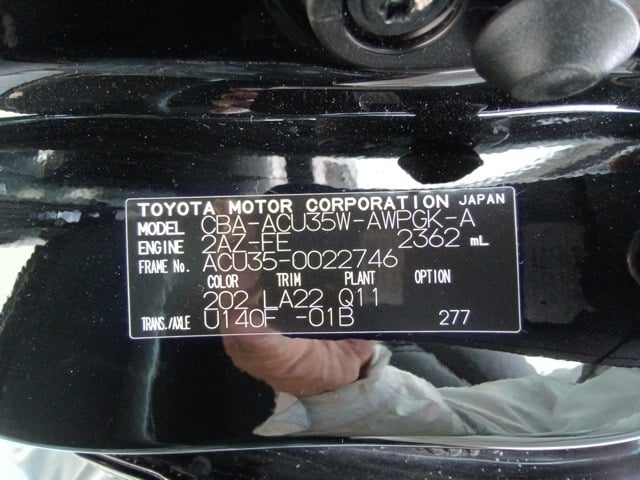 TOYOTA MOTOR CORPORATION JAPAN
MODEL CBA-ACU35W-AWPGK-A
ENGINE 2AZ-FE 2362 mL
FRAME No. ACU35-0022746
COLOR TRIM PLANT OPTION
202 LA22 Q11
TRANS./AXLE U140F -01B 277